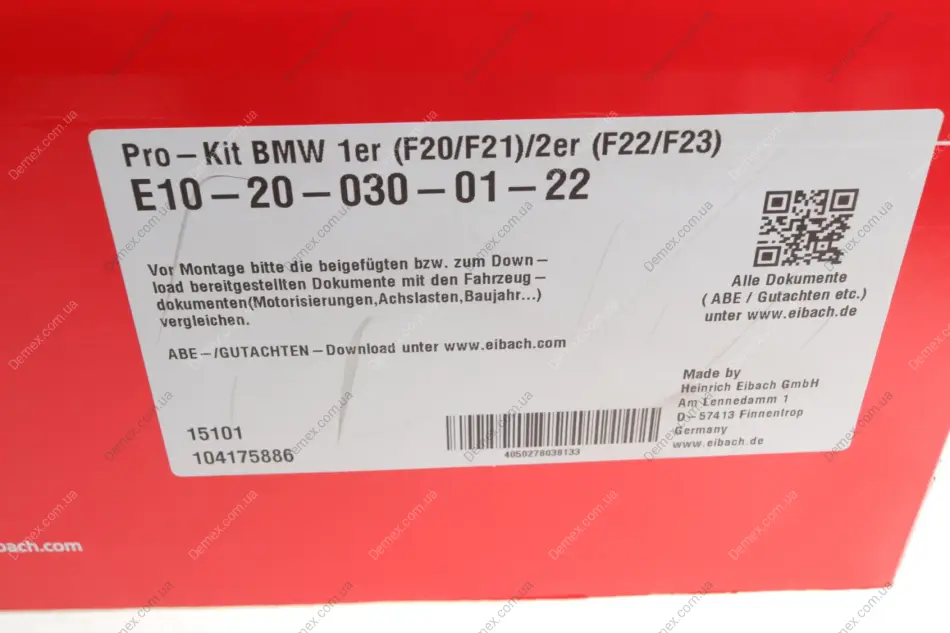 Pro-Kit BMW 1er (F20/F21)/2er (F22/F23)
E10-20-030-01-22
Vor Montage bitte die beigefügten bzw. zum Down-
load bereitgestellten Dokumente mit den Fahrzeug-
dokumenten(Motorisierungen,Achslasten,Baujahr...)
vergleichen.
ABE-/GUTACHTEN-Download unter www.eibach.com
Alle Dokumente
( ABE / Gutachten etc.)
unter www.eibach.de
15101
104175886
4050278039133
Made by
Heinrich Eibach GmbH
Am Lennedamm 1
D-57413 Finnentrop
Germany
www.eibach.de
bach.com
Demex.com.ua